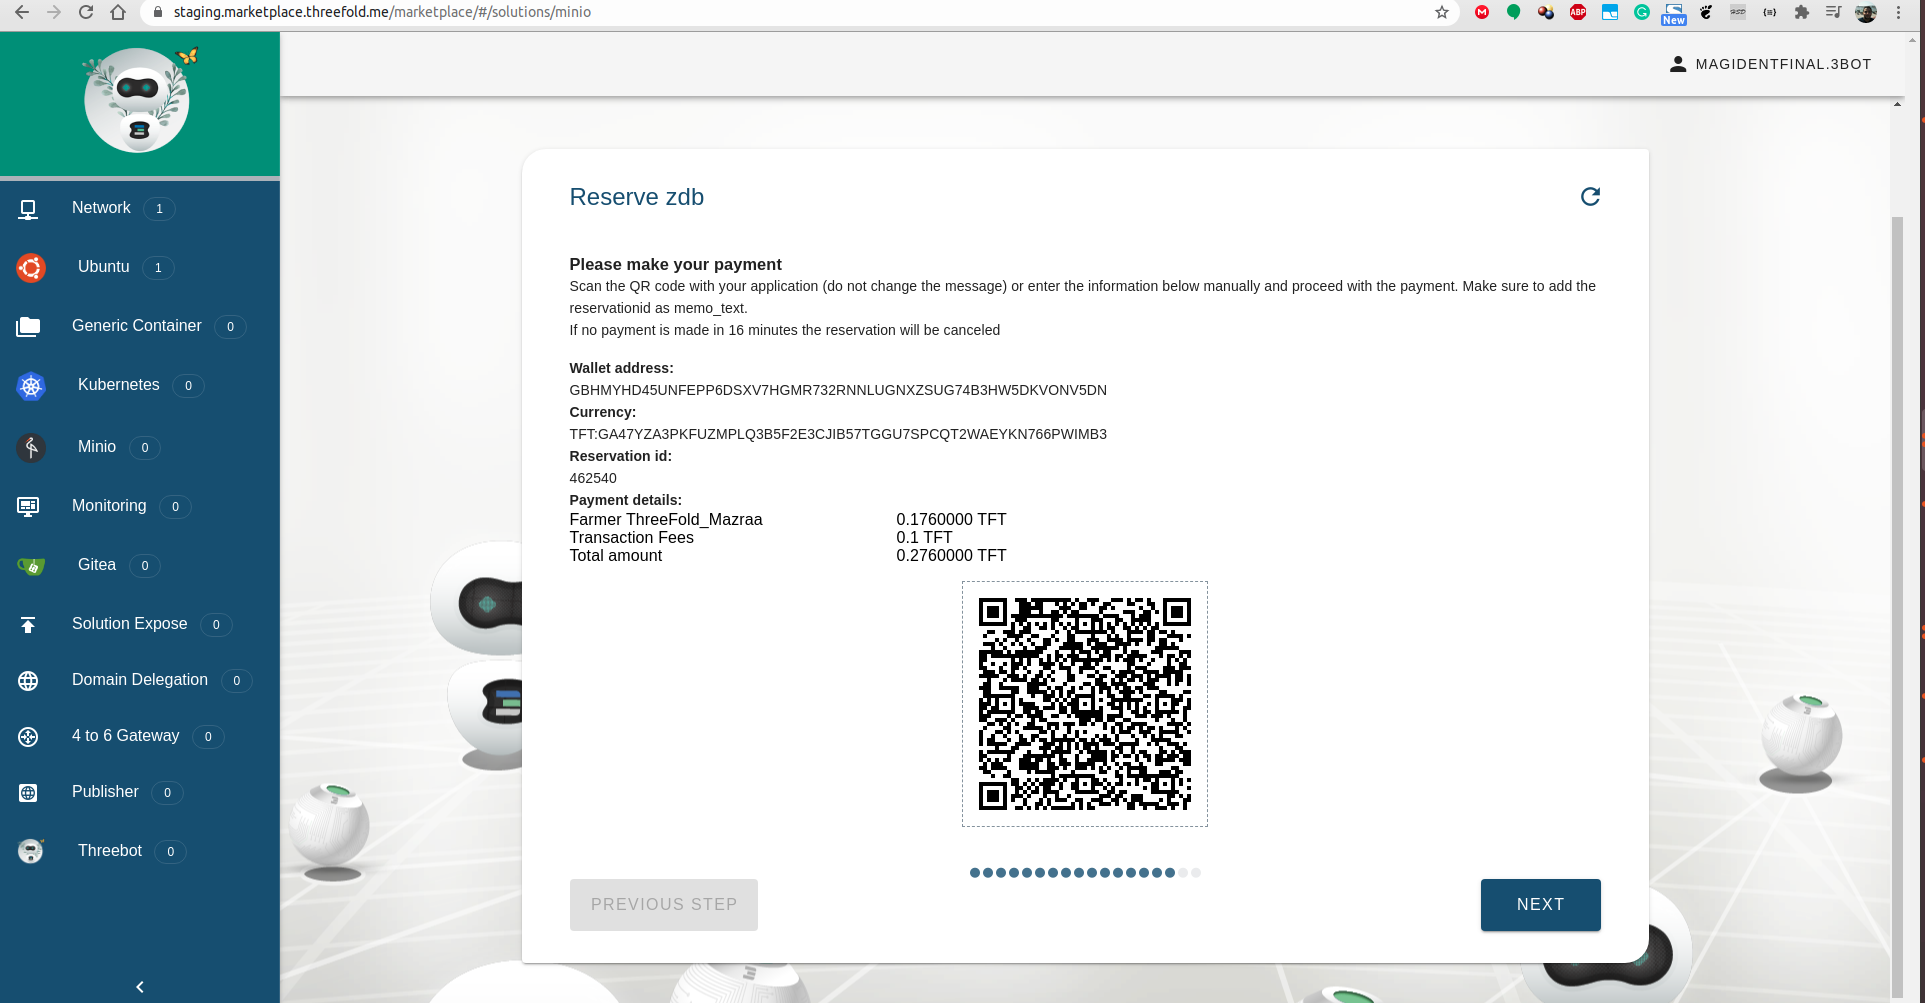 staging.marketplace.threefold.me/marketplace/#/solutions/minio
New
ABP
MAGIDENTFINAL.3BOT
Network 1
Ubuntu 1
Generic Container 0
Kubernetes 0
Minio 0
Monitoring 0
Gitea 0
Solution Expose 0
Domain Delegation 0
4 to 6 Gateway 0
Publisher 0
Threebot 0
Reserve zdb
Please make your payment
Scan the QR code with your application (do not change the message) or enter the information below manually and proceed with the payment. Make sure to add the
reservationid as memo_text.
If no payment is made in 16 minutes the reservation will be canceled
Wallet address:
GBHMYHD45UNFEPP6DSXV7HGMR732RNNLUGNXZSUG74B3HW5DKVONV5DN
Currency:
TFT:GA47YZA3PKFUZMPLQ3B5F2E3CJIB57TGGU7SPCQT2WAEYKN766PWIMB3
Reservation id:
462540
Payment details:
Farmer ThreeFold_Mazraa 0.1760000 TFT
Transaction Fees 0.1 TFT
Total amount 0.2760000 TFT
PREVIOUS STEP
NEXT